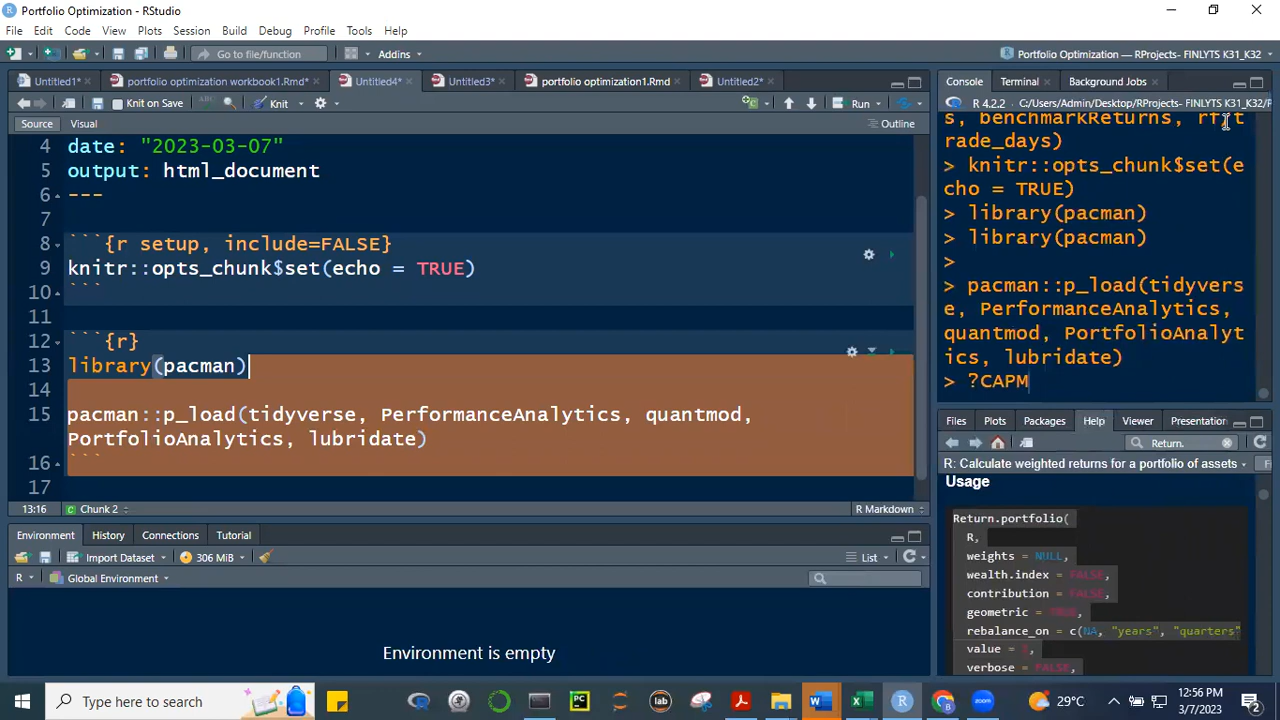 Portfolio Optimization - RStudio
File Edit Code View Plots Session Build Debug Profile Tools Help
Go to file/function Addins Portfolio Optimization — RProjects- FINLYTS K31_K32
Untitled1* portfolio optimization workbook1.Rmd* Untitled4* Untitled3* portfolio optimization1.Rmd Untitled2*
Knit on Save ABC Knit Run
Source Visual Outline
4 date: "2023-03-07"
5 output: html_document
6 ---
7
8 ```{r setup, include=FALSE}
9 knitr::opts_chunk$set(echo = TRUE)
10 ```
11
12 ```{r}
13 library(pacman)
14
15 pacman::p_load(tidyverse, PerformanceAnalytics, quantmod,
PortfolioAnalytics, lubridate)
16 ```
17
13:16 Chunk 2 R Markdown
Environment History Connections Tutorial
Import Dataset 306 MiB List
R Global Environment
Environment is empty
Console Terminal Background Jobs
R 4.2.2 C:/Users/Admin/Desktop/RProjects- FINLYTS K31_K32/P
s, benchmarkReturns, rf, t
rade_days)
> knitr::opts_chunk$set(e
cho = TRUE)
> library(pacman)
> library(pacman)
>
> pacman::p_load(tidyvers
e, PerformanceAnalytics,
quantmod, PortfolioAnalyt
ics, lubridate)
> ?CAPM
Files Plots Packages Help Viewer Presentation
Return.
R: Calculate weighted returns for a portfolio of assets
Usage
Return.portfolio(
R,
weights = NULL,
wealth.index = FALSE,
contribution = FALSE,
geometric = TRUE,
rebalance_on = c(NA, "years", "quarters"
value = 1,
verbose = FALSE,
Type here to search 29°C 12:56 PM
3/7/2023